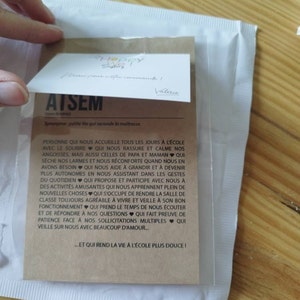 ATSEM
PERSONNE QUI NOUS ACCUEILLE TOUS LES JOURS À L'ÉCOLE
AVEC LE SOURIRE ♥ QUI NOUS RASSURE ET CALME NOS
ANGOISSES, MAIS AUSSI CELLES DE PAPA ET MAMAN ♥ QUI
SÈCHE NOS LARMES ET NOUS RÉCONFORTE QUAND NOUS EN
AVONS BESOIN ♥ QUI NOUS AIDE À GRANDIR ET À DEVENIR
PLUS AUTONOMES EN NOUS ASSISTANT DANS LES GESTES
DU QUOTIDIEN ♥ QUI PROPOSE ET PARTICIPE AVEC NOUS À
DES ACTIVITÉS AMUSANTES QUI NOUS APPRENNENT PLEIN DE
NOUVELLES CHOSES ♥ QUI S'OCCUPE DE RENDRE LA SALLE DE
CLASSE TOUJOURS AGRÉABLE À VIVRE ET VEILLE À SON BON
FONCTIONNEMENT ♥ QUI PREND LE TEMPS DE NOUS ÉCOUTER
ET DE RÉPONDRE À NOS QUESTIONS ♥ QUI FAIT PREUVE DE
PATIENCE FACE À NOS SOLLICITATIONS MULTIPLES ♥ QUI
VEILLE SUR NOUS AVEC BEAUCOUP D'AMOUR...
...ET QUI REND LA VIE À L'ÉCOLE PLUS DOUCE !